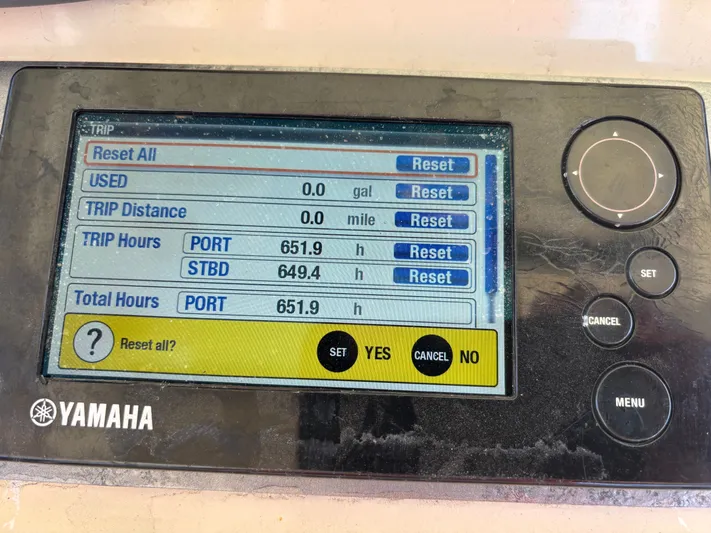 TRIP
Reset All Reset
USED 0.0 gal Reset
TRIP Distance 0.0 mile Reset
TRIP Hours PORT 651.9 h Reset
STBD 649.4 h Reset
Total Hours PORT 651.9 h
? Reset all? SET YES CANCEL NO
SET
CANCEL
MENU
YAMAHA